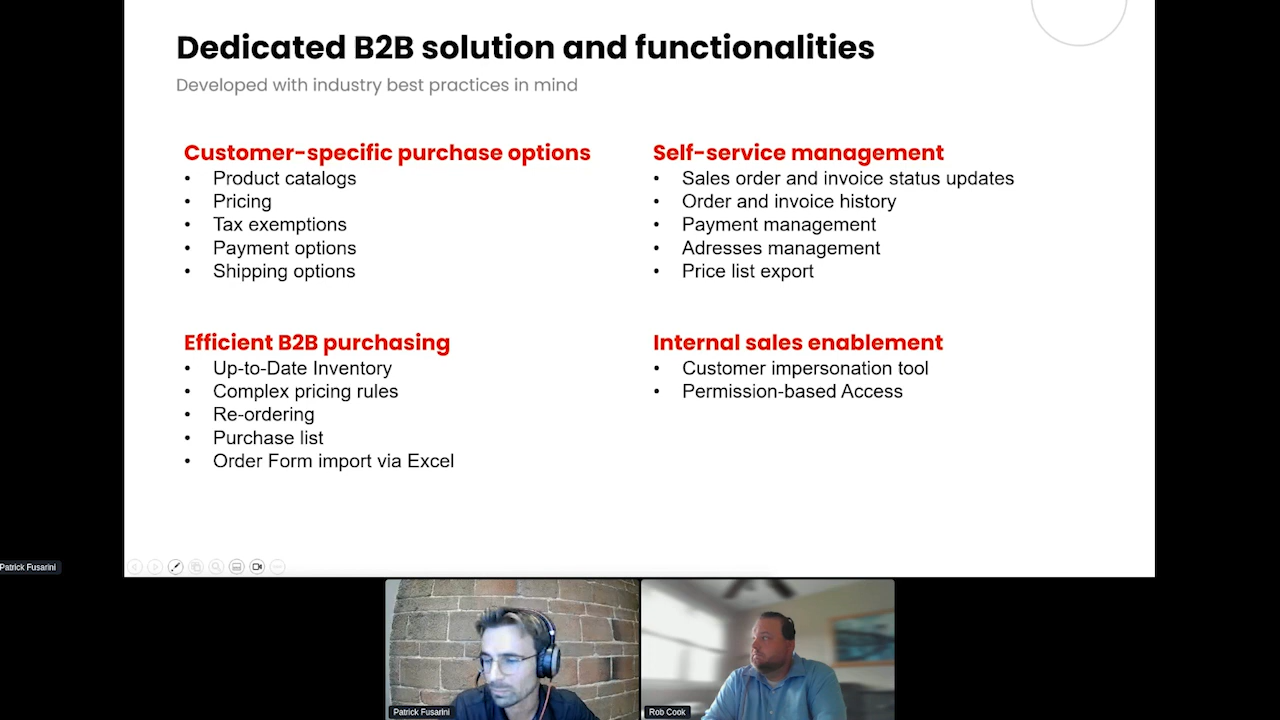 Dedicated B2B solution and functionalities
Developed with industry best practices in mind
Customer-specific purchase options
• Product catalogs
• Pricing
• Tax exemptions
• Payment options
• Shipping options
Self-service management
• Sales order and invoice status updates
• Order and invoice history
• Payment management
• Adresses management
• Price list export
Efficient B2B purchasing
• Up-to-Date Inventory
• Complex pricing rules
• Re-ordering
• Purchase list
• Order Form import via Excel
Internal sales enablement
• Customer impersonation tool
• Permission-based Access
Patrick Fusarini
Patrick Fusarini
Rob Cook